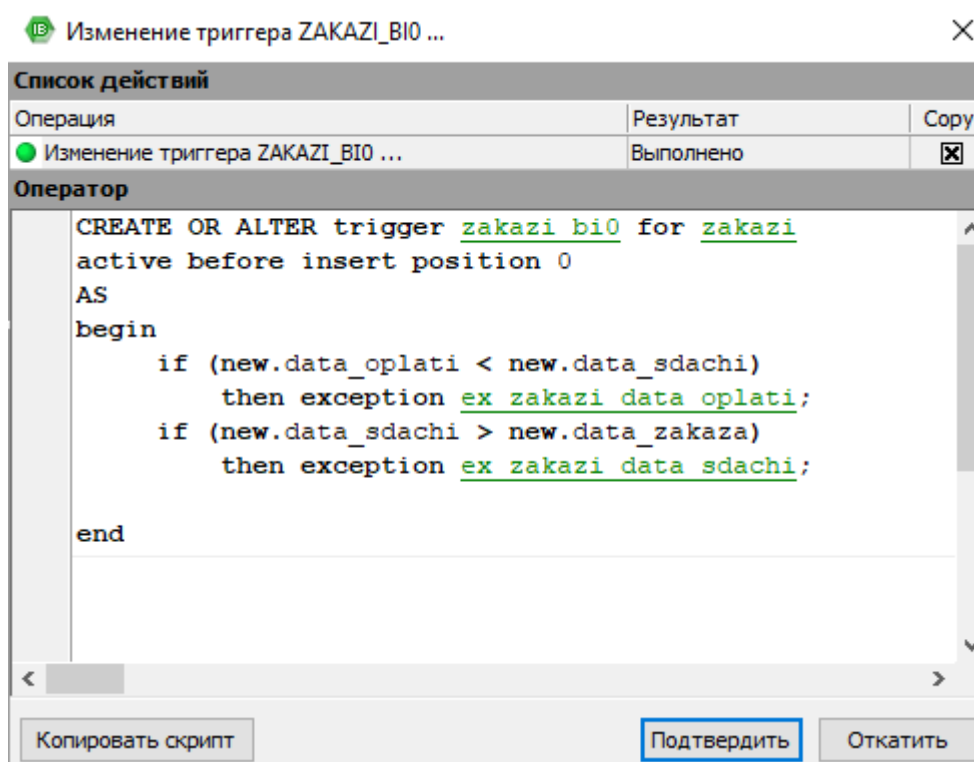 IB Изменение триггера ZAKAZI_BI0 ...
Список действий
Операция Результат Copy
Изменение триггера ZAKAZI_BI0 ... Выполнено
Оператор
CREATE OR ALTER trigger zakazi_bi0 for zakazi
active before insert position 0
AS
begin
if (new.data_oplati < new.data_sdachi)
then exception ex_zakazi_data_oplati;
if (new.data_sdachi > new.data_zakaza)
then exception ex_zakazi_data_sdachi;
end
Копировать скрипт Подтвердить Откатить